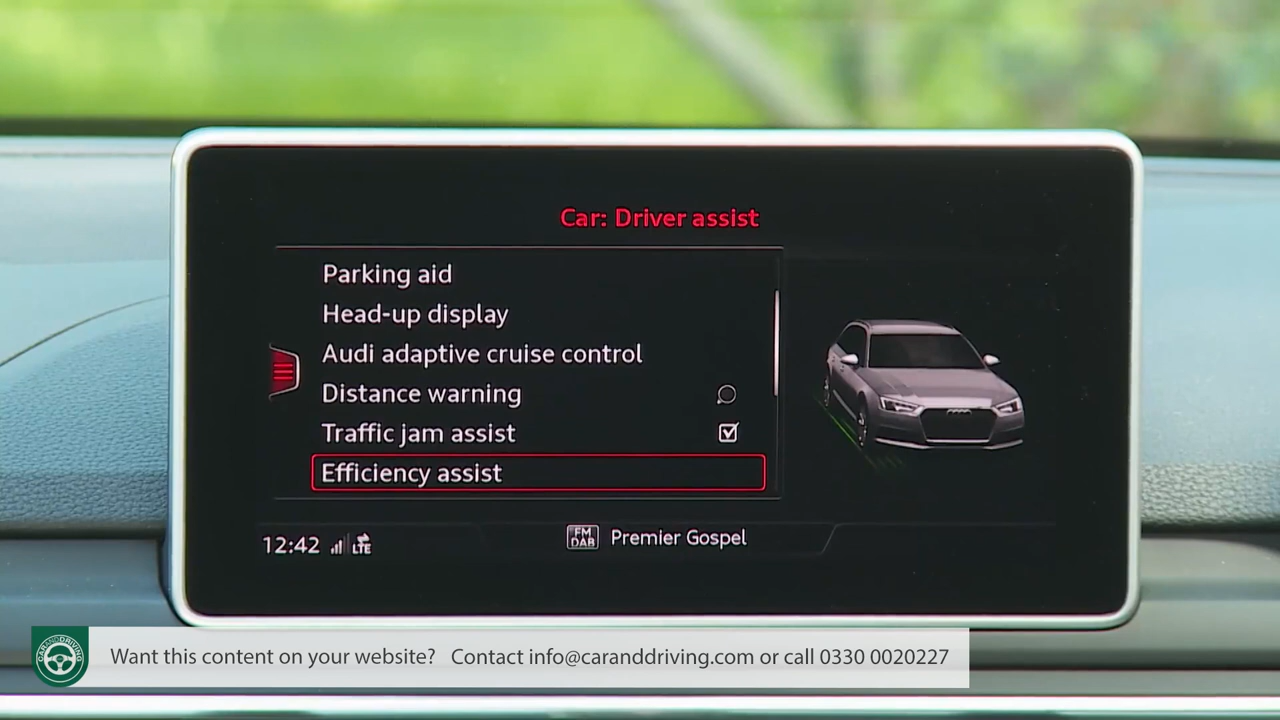 Car: Driver assist
Parking aid
Head-up display
Audi adaptive cruise control
Distance warning
Traffic jam assist
Efficiency assist
12:42 LTE
FM
DAB
Premier Gospel
CARANDDRIVING
Want this content on your website? Contact info@caranddriving.com or call 0330 0020227